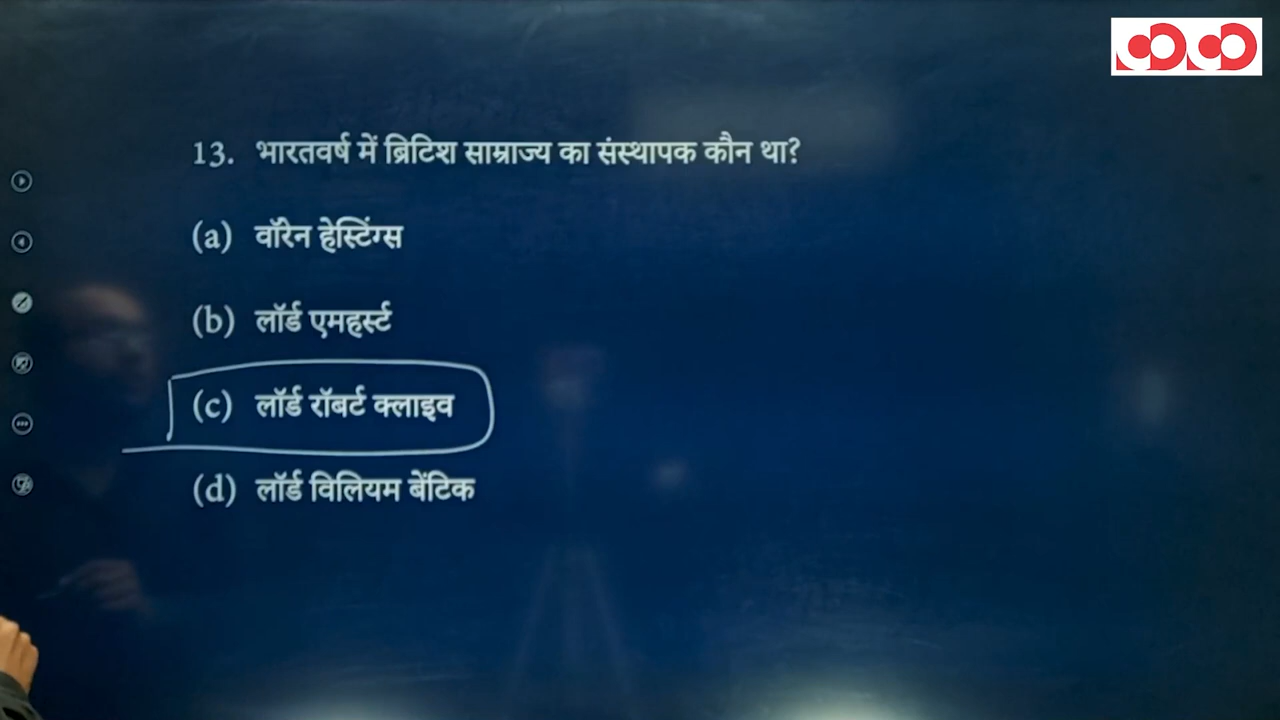 13. भारतवर्ष में ब्रिटिश साम्राज्य का संस्थापक कौन था?
(a) वॉरेन हेस्टिंग्स
(b) लॉर्ड एमहर्स्ट
(c) लॉर्ड रॉबर्ट क्लाइव
(d) लॉर्ड विलियम बेंटिक